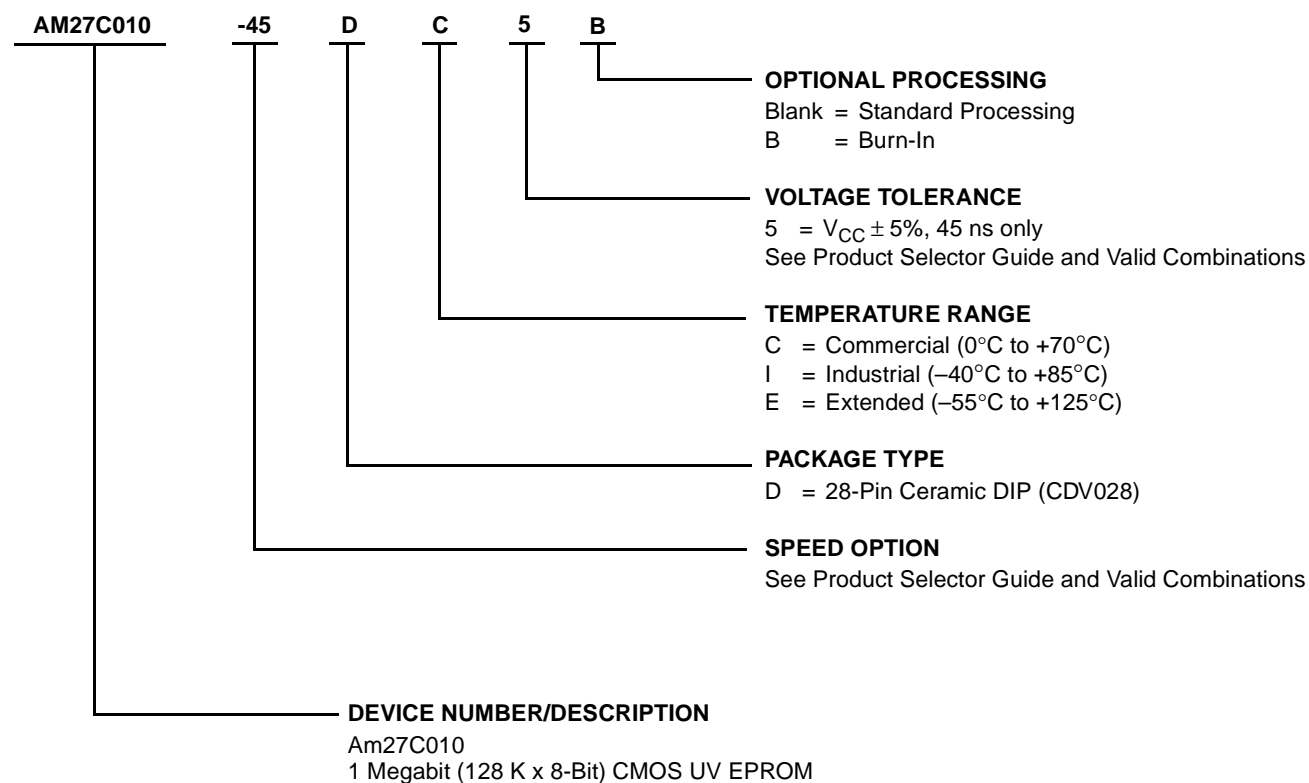 AM27C010 -45 D C 5 B
OPTIONAL PROCESSING
Blank = Standard Processing
B = Burn-In
VOLTAGE TOLERANCE
5 = VCC ± 5%, 45 ns only
See Product Selector Guide and Valid Combinations
TEMPERATURE RANGE
C = Commercial (0°C to +70°C)
I = Industrial (–40°C to +85°C)
E = Extended (–55°C to +125°C)
PACKAGE TYPE
D = 28-Pin Ceramic DIP (CDV028)
SPEED OPTION
See Product Selector Guide and Valid Combinations
DEVICE NUMBER/DESCRIPTION
Am27C010
1 Megabit (128 K x 8-Bit) CMOS UV EPROM